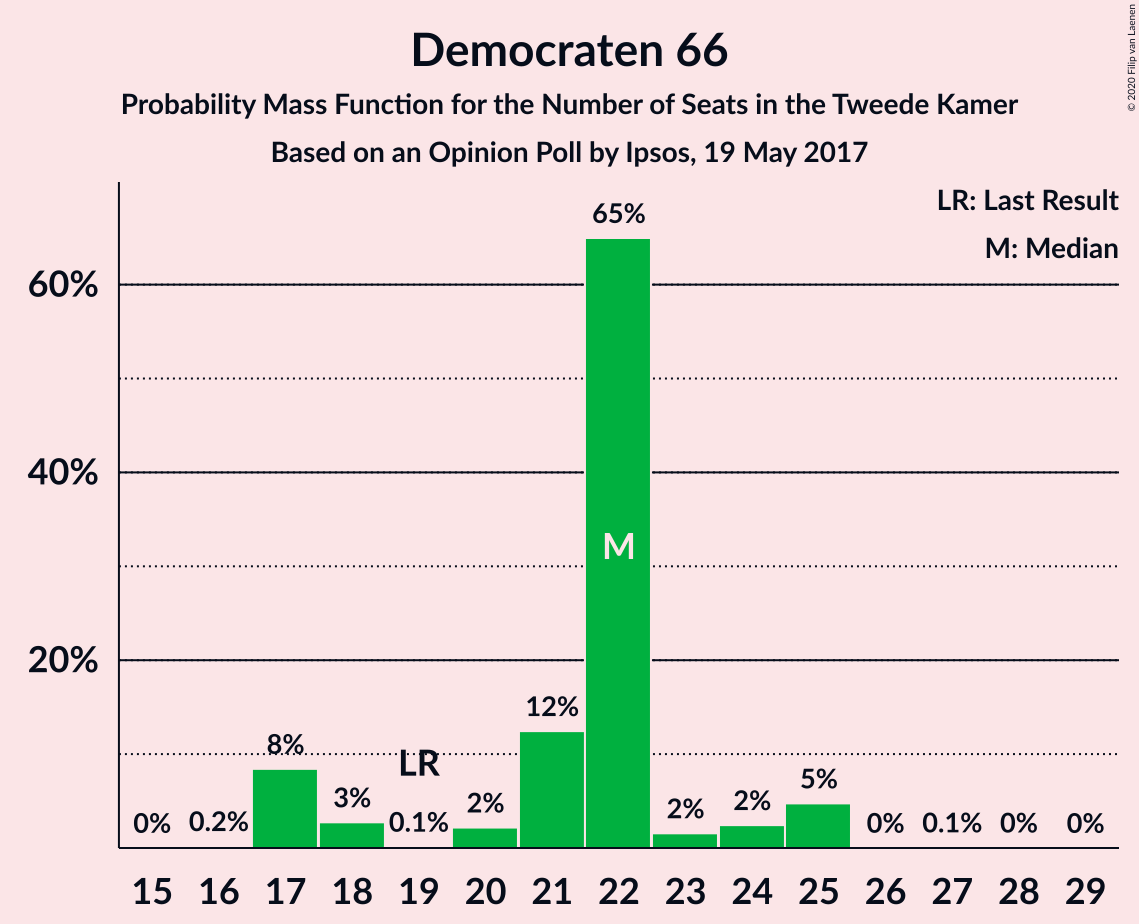 Democraten 66
Probability Mass Function for the Number of Seats in the Tweede Kamer
Based on an Opinion Poll by Ipsos, 19 May 2017
© 2020 Filip van Laenen
LR: Last Result
M: Median
60%
40%
20%
0%
0.2%
8%
3%
LR
0.1%
2%
12%
65%
M
2%
2%
5%
0%
0.1%
0%
0%
15 16 17 18 19 20 21 22 23 24 25 26 27 28 29